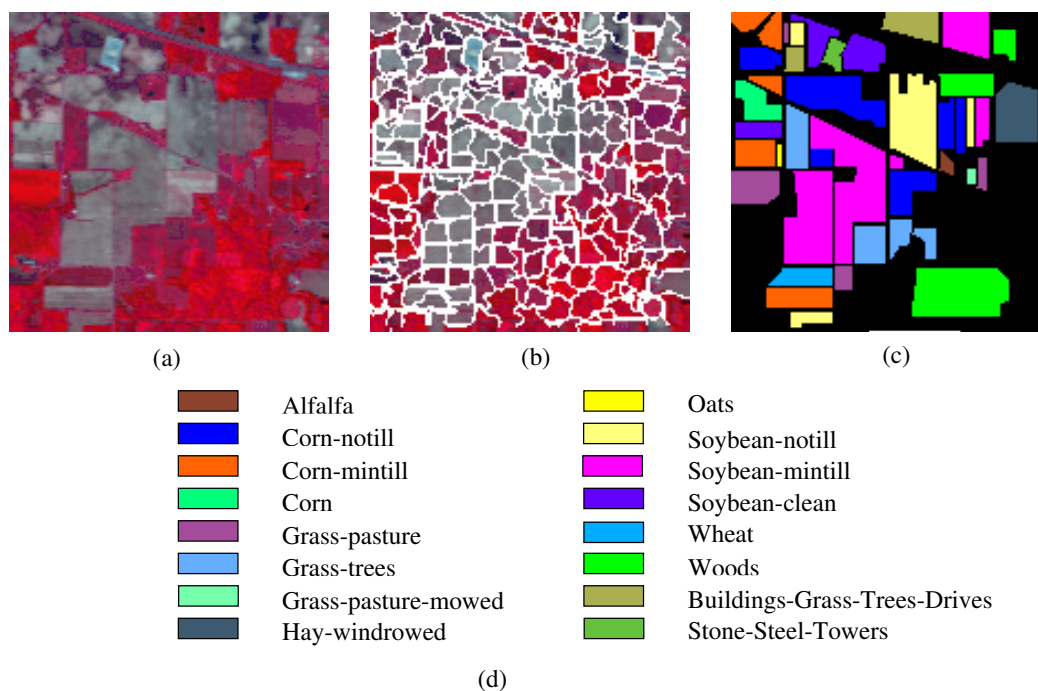 (a)
(b)
(c)
Alfalfa
Corn-notill
Corn-mintill
Corn
Grass-pasture
Grass-trees
Grass-pasture-mowed
Hay-windrowed
Oats
Soybean-notill
Soybean-mintill
Soybean-clean
Wheat
Woods
Buildings-Grass-Trees-Drives
Stone-Steel-Towers
(d)